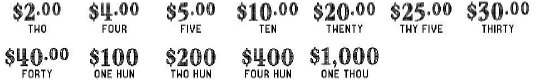 $2.00 $4.00 $5.00 $10.00 $20.00 $25.00 $30.00
TWO FOUR FIVE TEN TWENTY TWY FIVE THIRTY
$40.00 $100 $200 $400 $1,000
FORTY ONE HUN TWO HUN FOUR HUN ONE THOU